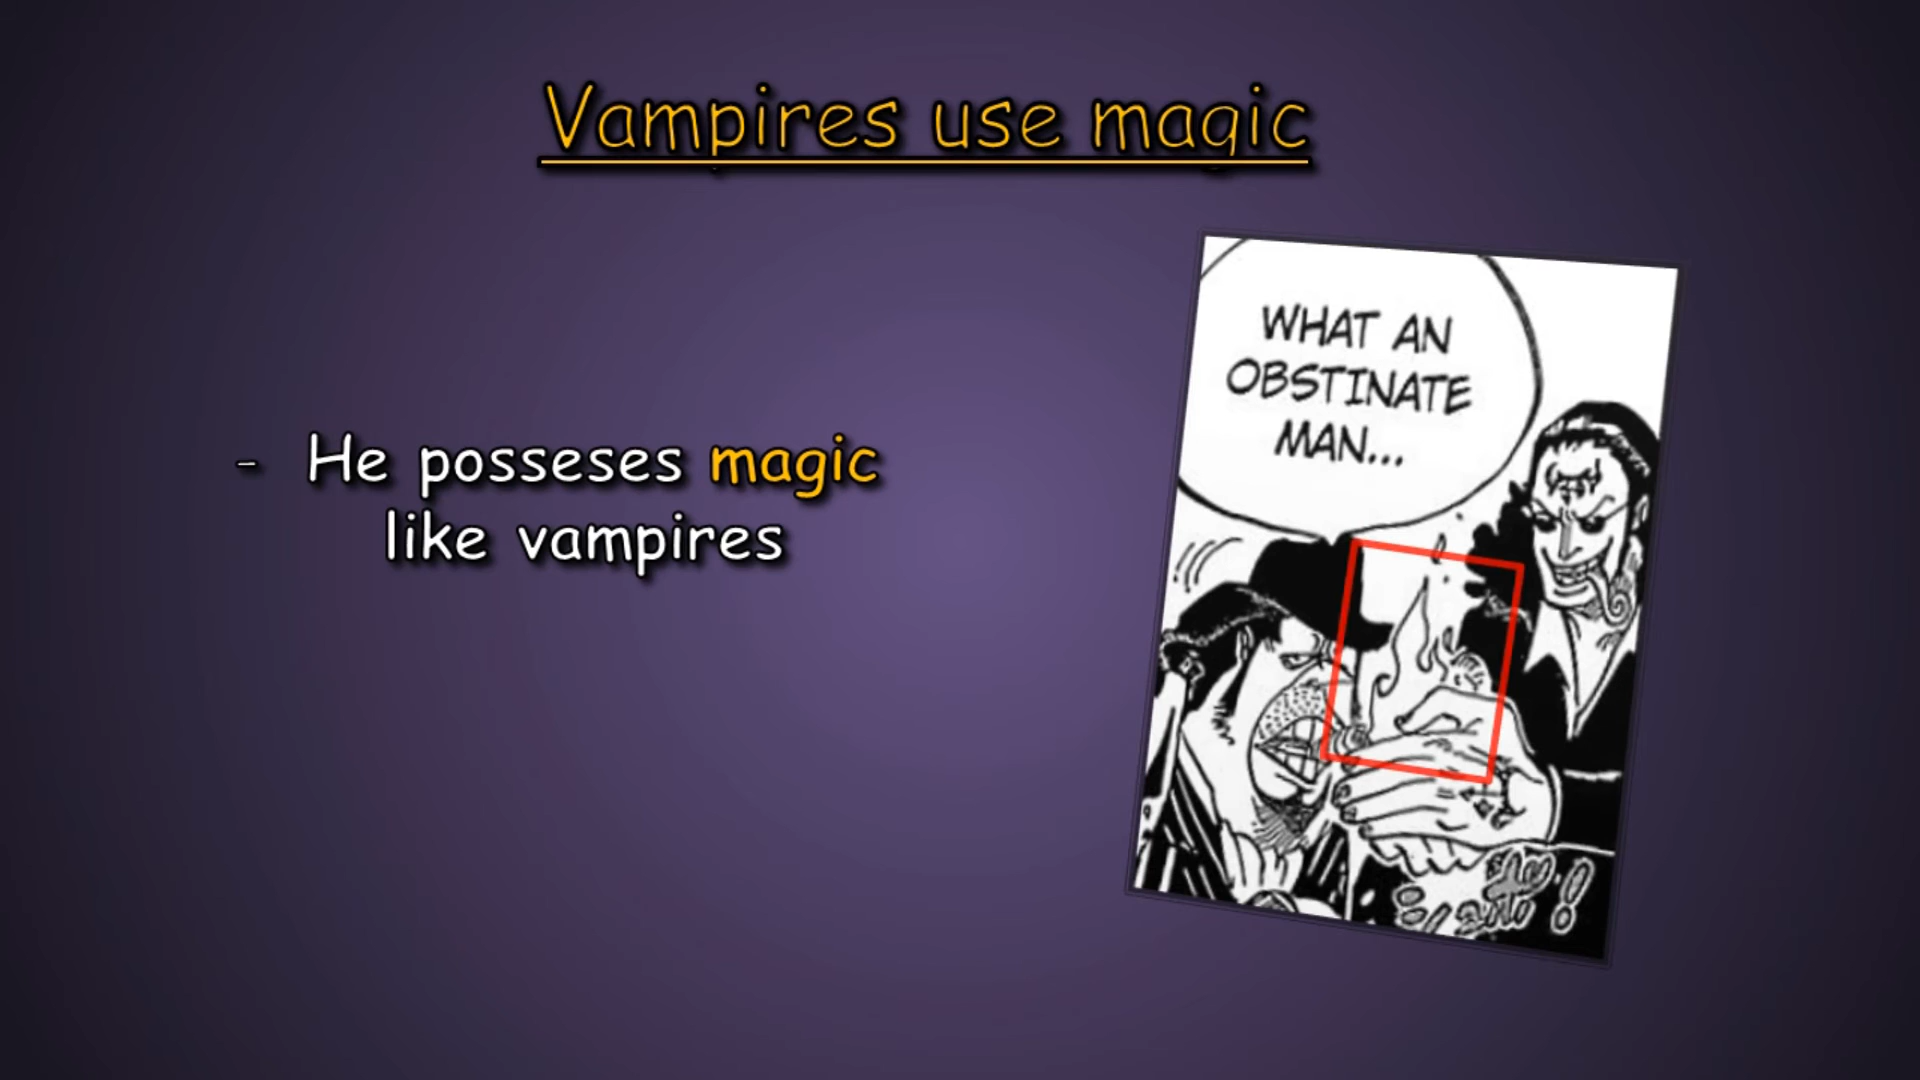 Vampires use magic
- He posseses magic
like vampires
WHAT AN
OBSTINATE
MAN...